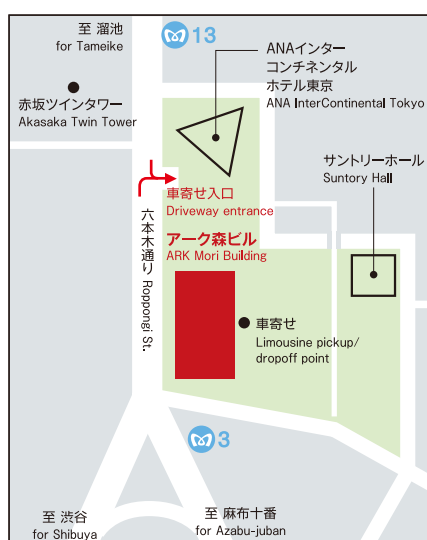 至 溜池
for Tameike
13
ANAインター
コンチネンタル
ホテル東京
ANA InterContinental Tokyo
赤坂ツインタワー
Akasaka Twin Tower
サントリーホール
Suntory Hall
車寄せ入口
Driveway entrance
六本木通り Roppongi St.
アーク森ビル
ARK Mori Building
車寄せ
Limousine pickup/
dropoff point
3
至 渋谷
for Shibuya
至 麻布十番
for Azabu-juban